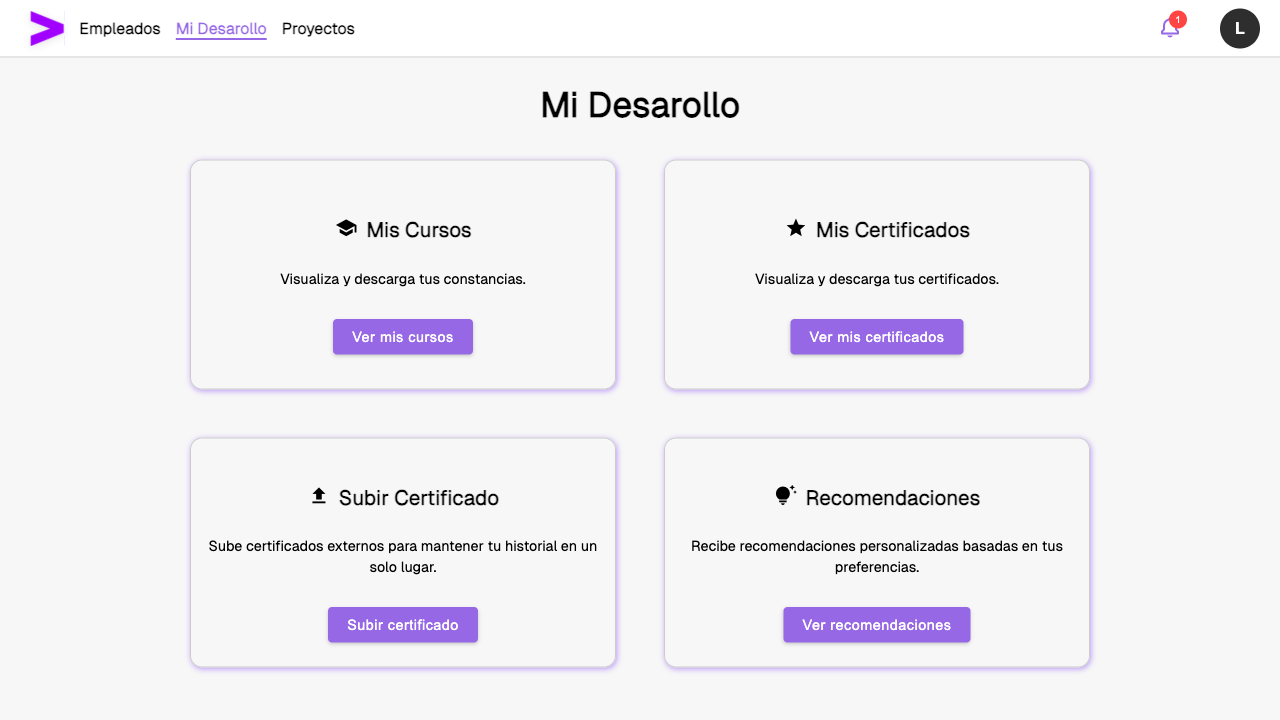 Empleados Mi Desarollo Proyectos 1 L
Mi Desarollo
Mis Cursos
Visualiza y descarga tus constancias.
Ver mis cursos
Mis Certificados
Visualiza y descarga tus certificados.
Ver mis certificados
Subir Certificado
Sube certificados externos para mantener tu historial en un
solo lugar.
Subir certificado
Recomendaciones
Recibe recomendaciones personalizadas basadas en tus
preferencias.
Ver recomendaciones